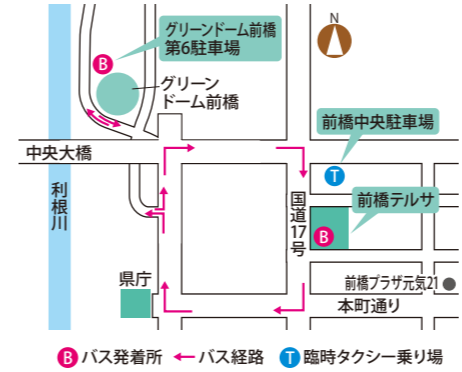 N
グリーンドーム前橋
第6駐車場
B
グリーン
ドーム前橋
前橋中央駐車場
中央大橋
T
利根川
国道17号
前橋テルサ
B
県庁
前橋プラザ元気21
本町通り
B バス発着所 ← バス経路 T 臨時タクシー乗り場